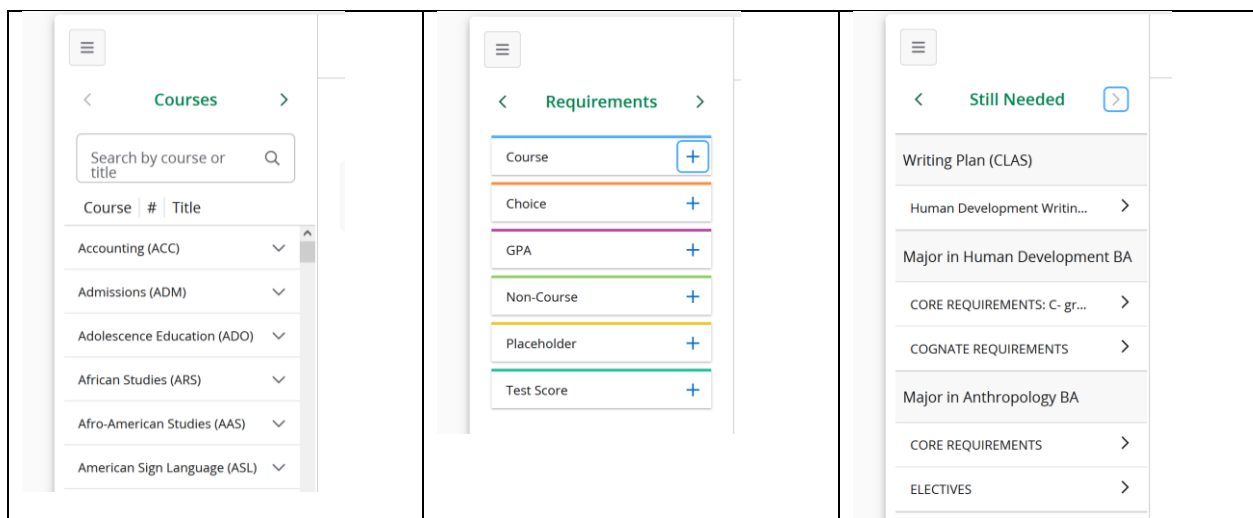 Courses
Search by course or
title
Course # Title
Accounting (ACC)
Admissions (ADM)
Adolescence Education (ADO)
African Studies (ARS)
Afro-American Studies (AAS)
American Sign Language (ASL)
Requirements
Course
Choice
GPA
Non-Course
Placeholder
Test Score
Still Needed
Writing Plan (CLAS)
Human Development Writin...
Major in Human Development BA
CORE REQUIREMENTS: C- gr...
COGNATE REQUIREMENTS
Major in Anthropology BA
CORE REQUIREMENTS
ELECTIVES